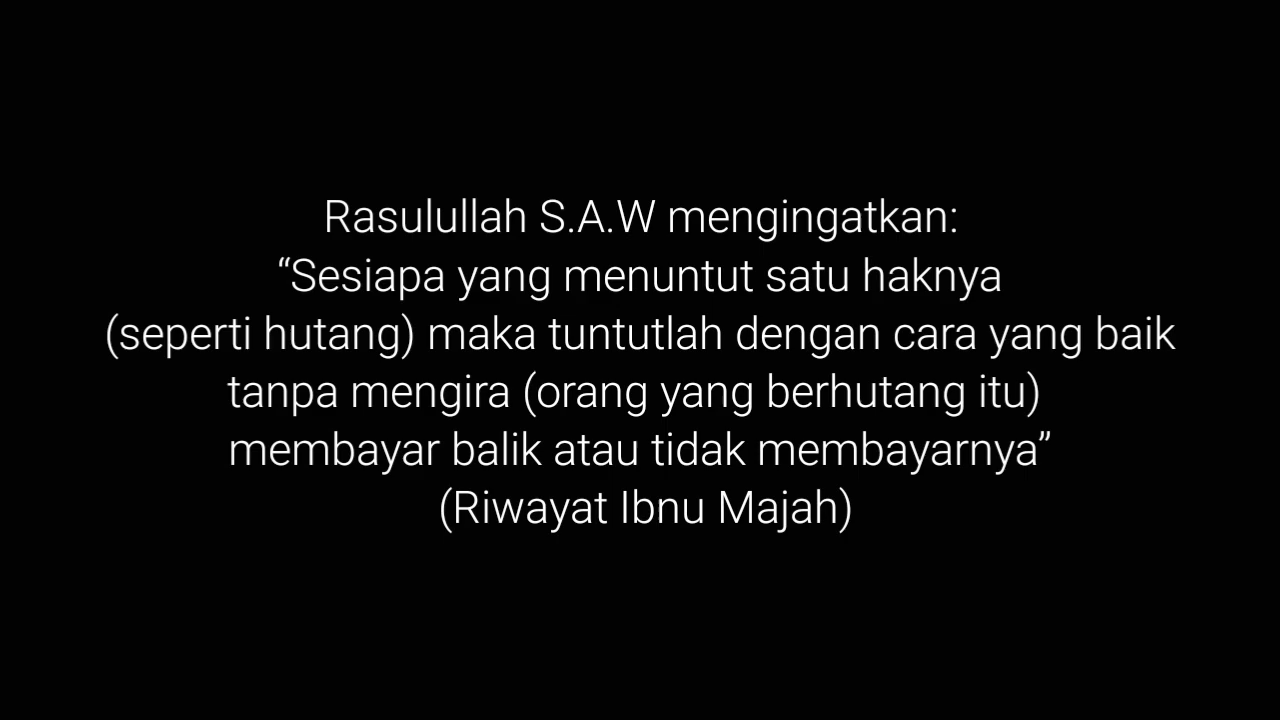 Rasulullah S.A.W mengingatkan:
“Sesiapa yang menuntut satu haknya
(seperti hutang) maka tuntutlah dengan cara yang baik
tanpa mengira (orang yang berhutang itu)
membayar balik atau tidak membayarnya”
(Riwayat Ibnu Majah)